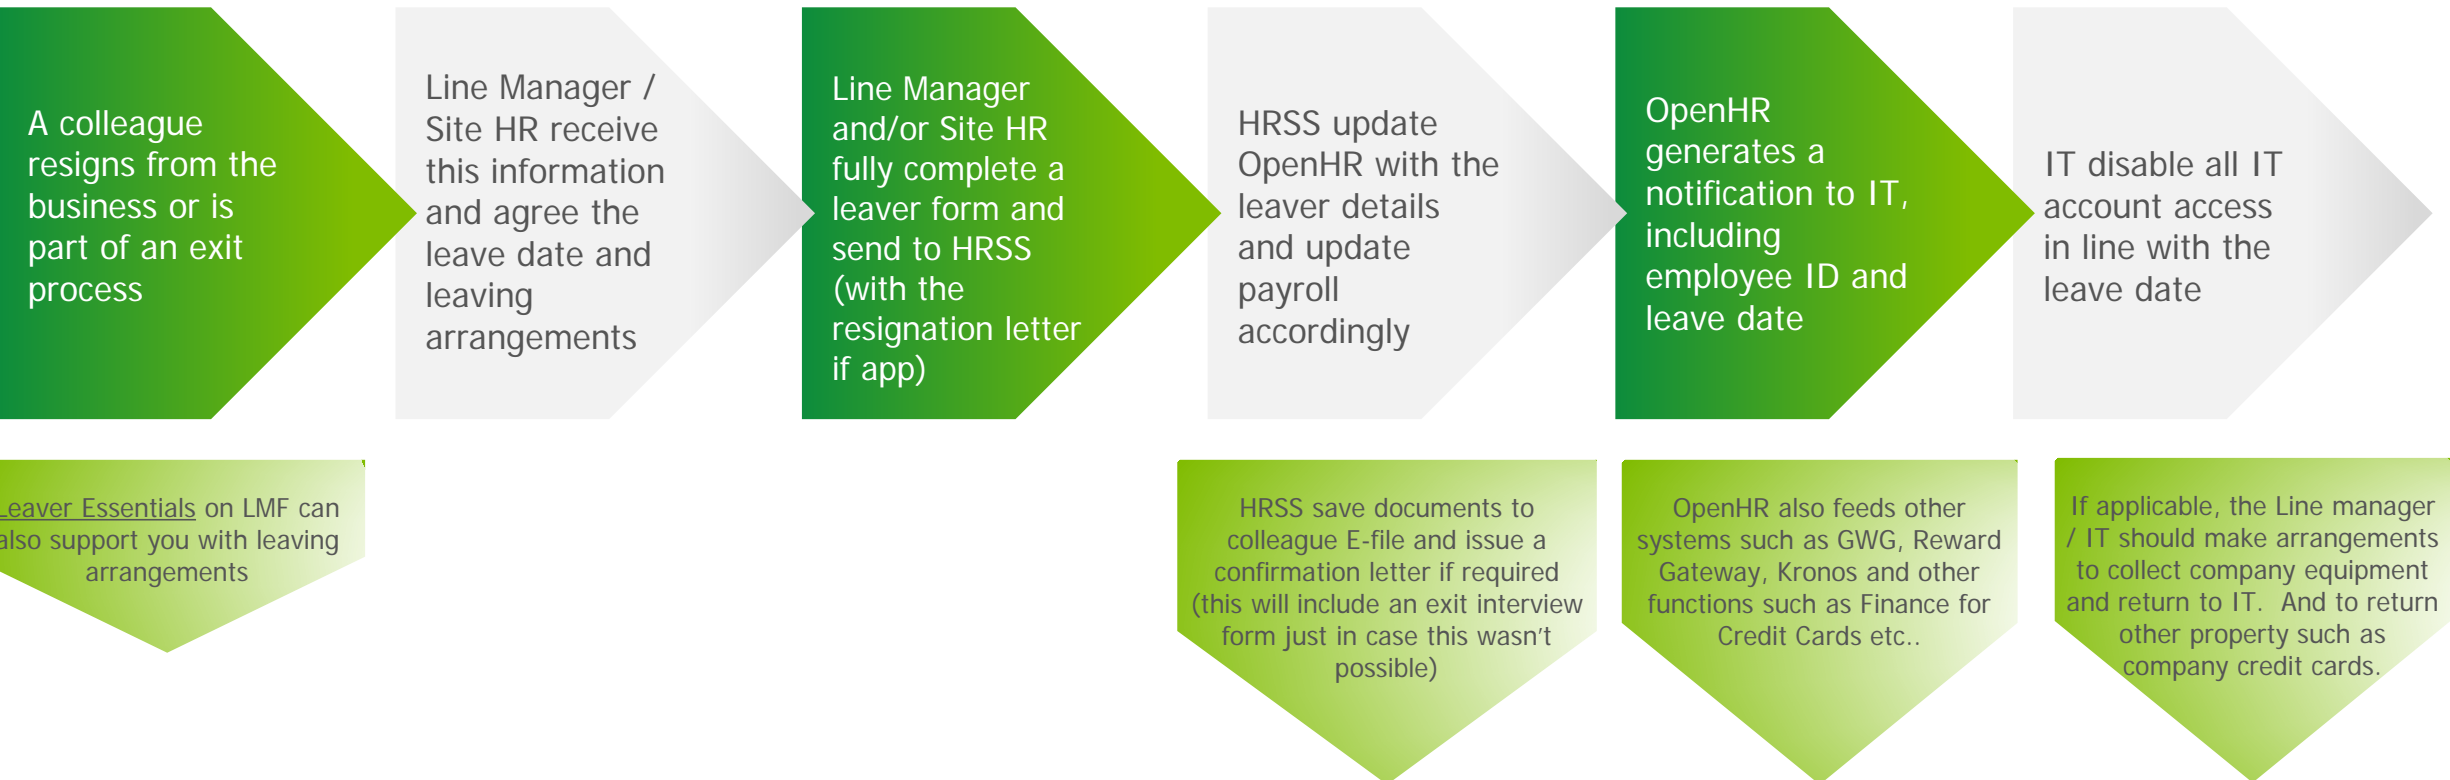 A colleague
resigns from the
business or is
part of an exit
process
Line Manager /
Site HR receive
this information
and agree the
leave date and
leaving
arrangements
Line Manager
and/or Site HR
fully complete a
leaver form and
send to HRSS
(with the
resignation letter
if app)
HRSS update
OpenHR with the
leaver details
and update
payroll
accordingly
OpenHR
generates a
notification to IT,
including
employee ID and
leave date
IT disable all IT
account access
in line with the
leave date
Leaver Essentials on LMF can
also support you with leaving
arrangements
HRSS save documents to
colleague E-file and issue a
confirmation letter if required
(this will include an exit interview
form just in case this wasn't
possible)
OpenHR also feeds other
systems such as GWG, Reward
Gateway, Kronos and other
functions such as Finance for
Credit Cards etc..
If applicable, the Line manager
/ IT should make arrangements
to collect company equipment
and return to IT.  And to return
other property such as
company credit cards.